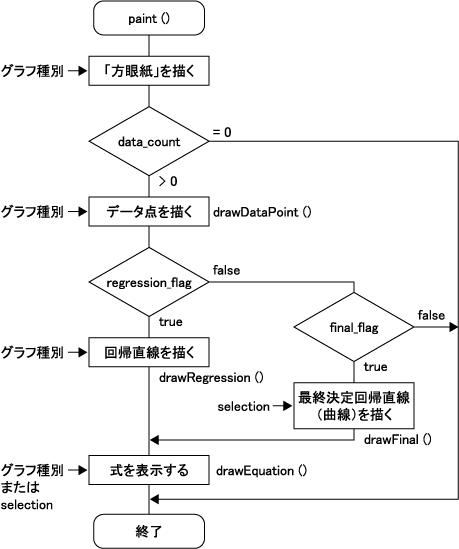 paint ( )
グラフ種別
「方眼紙」を描く
data_count
= 0
> 0
グラフ種別
データ点を描く
drawDataPoint ( )
regression_flag
false
true
final_flag
false
true
グラフ種別
回帰直線を描く
drawRegression ( )
selection
最終決定回帰直線
（曲線）を描く
drawFinal ( )
グラフ種別
または
selection
式を表示する
drawEquation ( )
終了